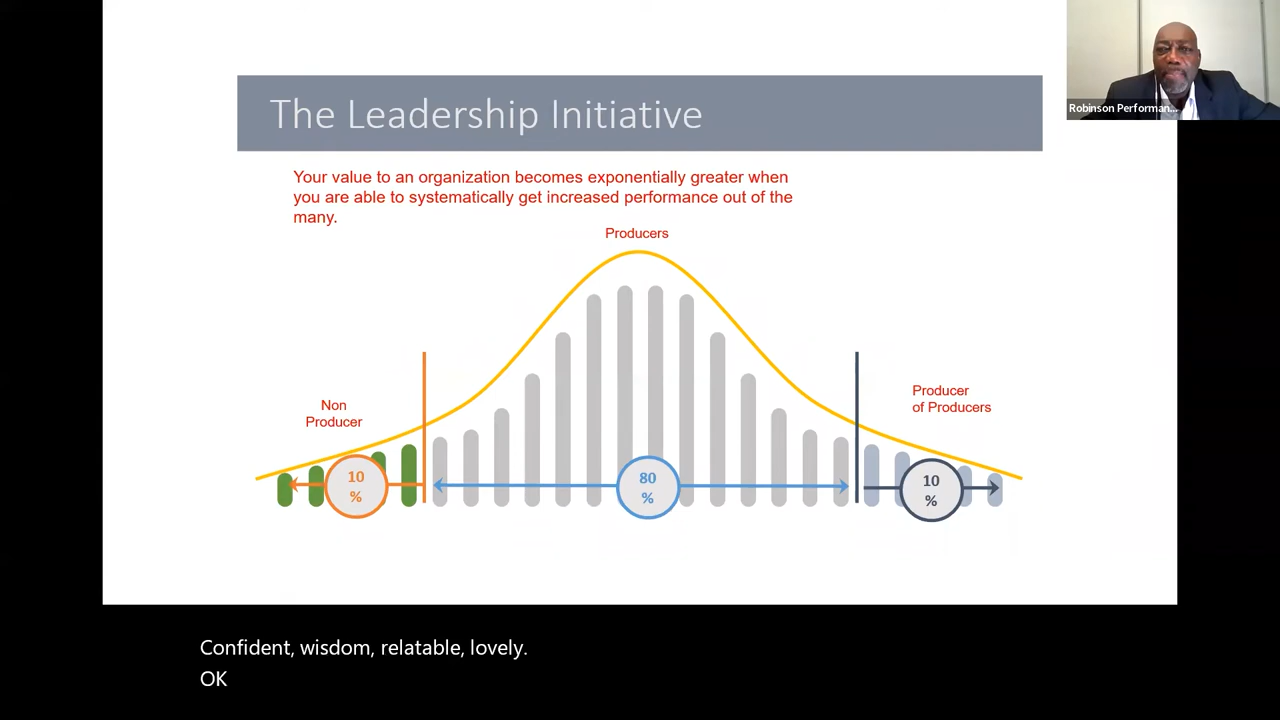 The Leadership Initiative
Robinson Performan...
Your value to an organization becomes exponentially greater when
you are able to systematically get increased performance out of the
many.
Producers
Non
Producer
Producer
of Producers
10
%
80
%
10
%
Confident, wisdom, relatable, lovely.
OK